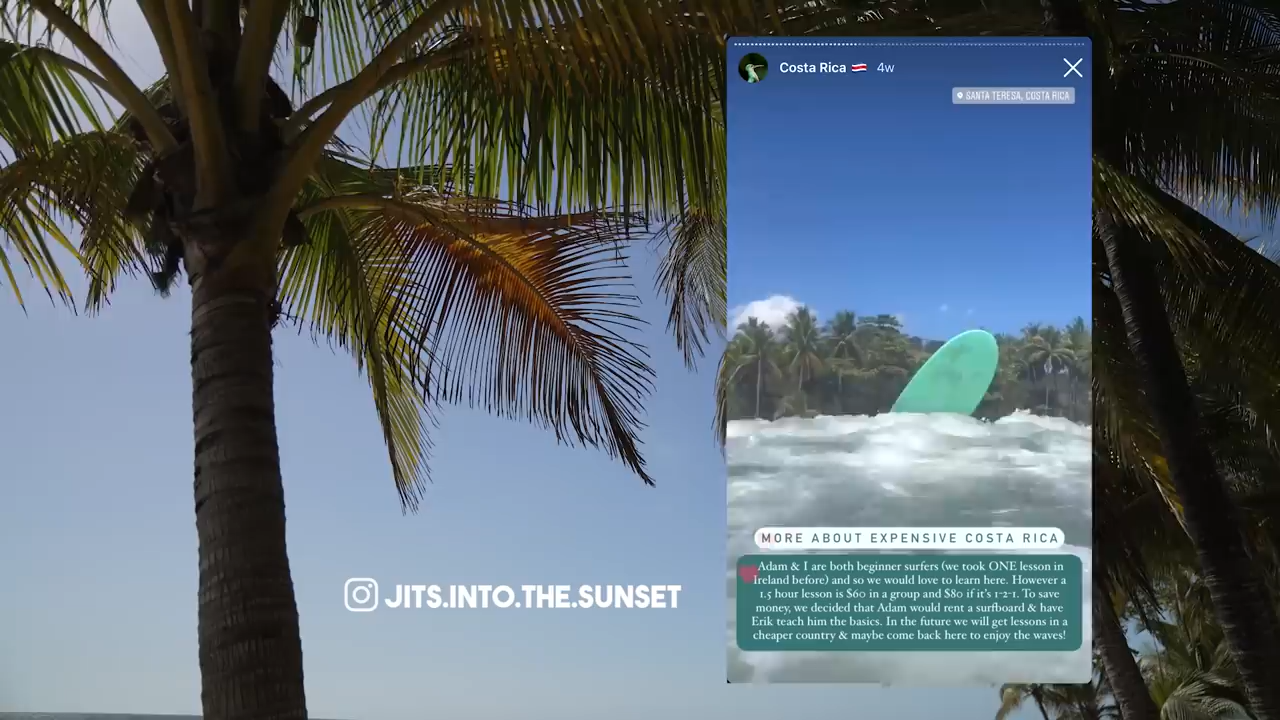 Costa Rica 🇨🇷 4w
SANTA TERESA, COSTA RICA
MORE ABOUT EXPENSIVE COSTA RICA
Adam & I are both beginner surfers (we took ONE lesson in
Ireland before) and so we would love to learn here. However a
1.5 hour lesson is $60 in a group and $80 if it's 1-2-1. To save
money, we decided that Adam would rent a surfboard & have
Erik teach him the basics. In the future we will get lessons in a
cheaper country & maybe come back here to enjoy the waves!
JITS.INTO.THE.SUNSET